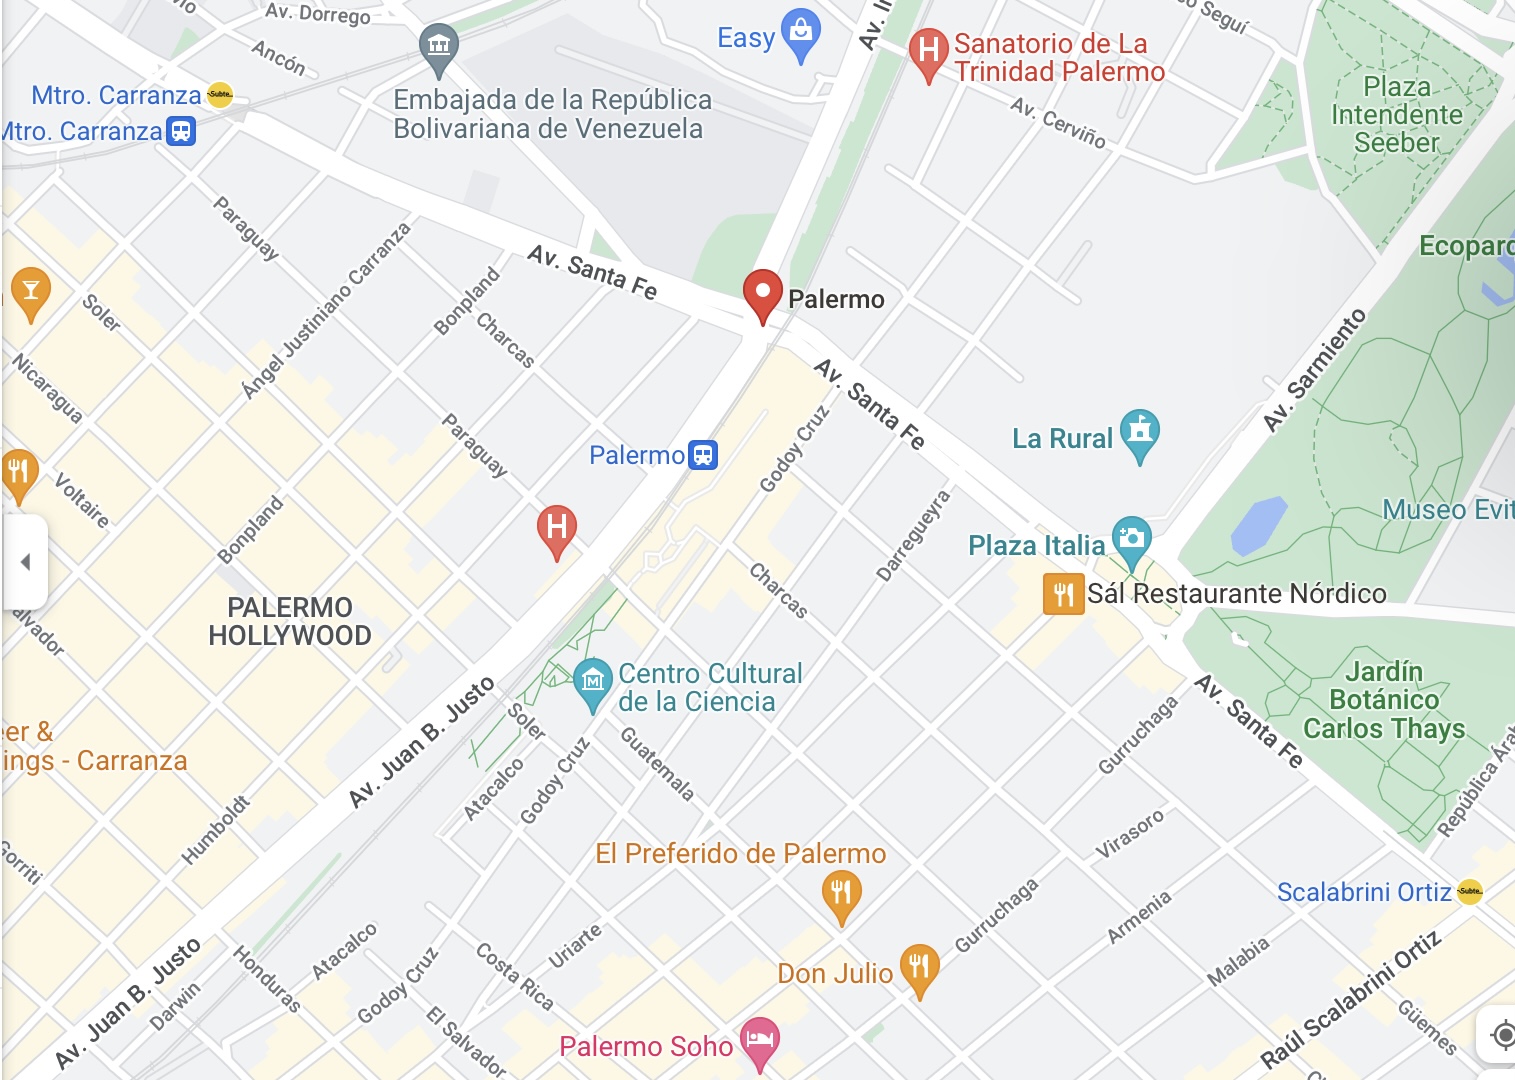 Av. Dorrego
Ancón
Mtro. Carranza
Subte
Mtro. Carranza
Embajada de la República
Bolivariana de Venezuela
Easy
Av. I
Sanatorio de La
Trinidad Palermo
Seguí
Av. Cerviño
Plaza
Intendente
Seeber
Ecoparq
Paraguay
Ángel Justiniano Carranza
Bonpland
Charcas
Av. Santa Fe
Palermo
Soler
Nicaragua
Paraguay
Palermo
Av. Santa Fe
Godoy Cruz
La Rural
Av. Sarmiento
Museo Evit
Voltaire
Bonpland
H
Plaza Italia
Sál Restaurante Nórdico
Darregueyra
Charcas
PALERMO
HOLLYWOOD
alvador
Centro Cultural
de la Ciencia
Jardín
Botánico
Carlos Thays
Av. Santa Fe
República Árab
Gurruchaga
Av. Juan B. Justo
Soler
Guatemala
Atacalco
Godoy Cruz
eer &
ings - Carranza
Humboldt
Gorriti
Virasoro
El Preferido de Palermo
Scalabrini Ortiz
Subte
Gurruchaga
Armenia
Malabia
Raúl Scalabrini Ortiz
Güemes
Don Julio
Uriarte
Costa Rica
Atacalco
Honduras
Godoy Cruz
El Salvador
Darwin
Av. Juan B. Justo
Palermo Soho